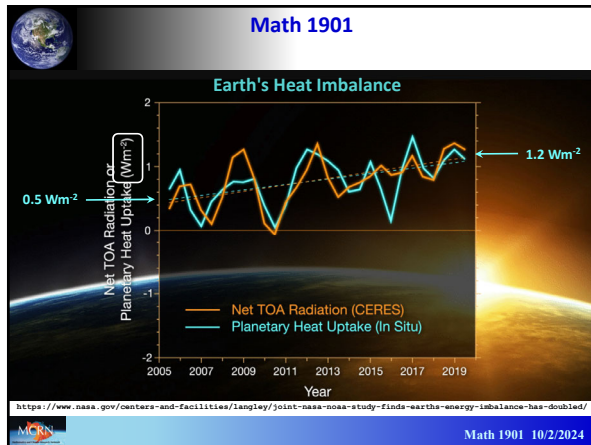 Math 1901
Earth's Heat Imbalance
2
1
0
-1
-2
Net TOA Radiation or
Planetary Heat Uptake (Wm-2)
0.5 Wm-2
1.2 Wm-2
Net TOA Radiation (CERES)
Planetary Heat Uptake (In Situ)
2005 2007 2009 2011 2013 2015 2017 2019
Year
https://www.nasa.gov/centers-and-facilities/langley/joint-nasa-noaa-study-finds-earths-energy-imbalance-has-doubled/
MCRN
Math 1901 10/2/2024